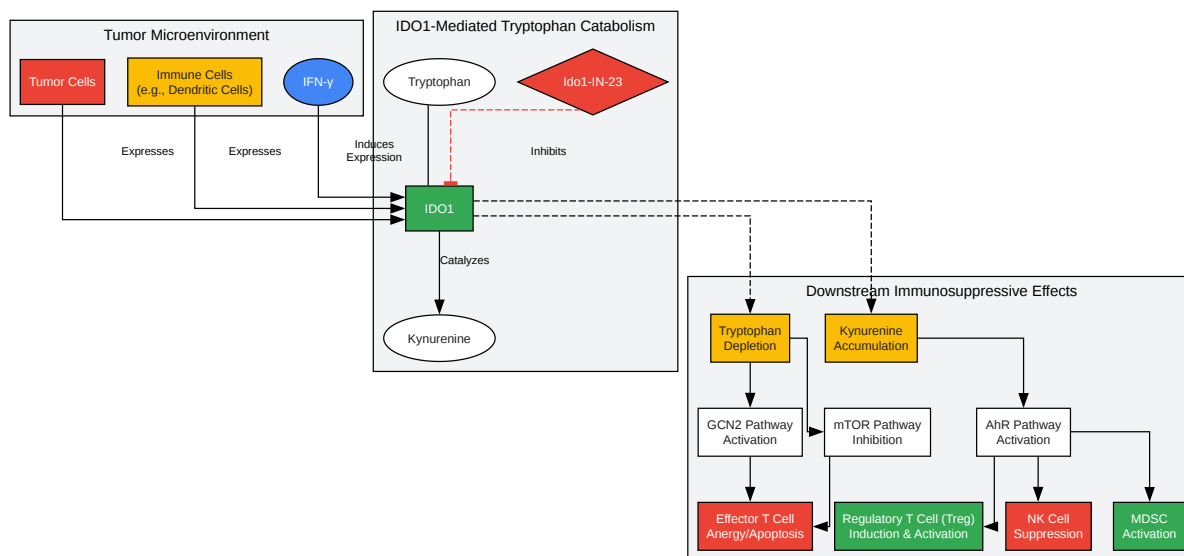 Tumor Microenvironment
IDO1-Mediated Tryptophan Catabolism
Tumor Cells
Immune Cells
(e.g., Dendritic Cells)
IFN-γ
Tryptophan
Ido1-IN-23
Expresses
Expresses
Induces
Expression
Inhibits
IDO1
Catalyzes
Kynurenine
Downstream Immunosuppressive Effects
Tryptophan
Depletion
Kynurenine
Accumulation
GCN2 Pathway
Activation
mTOR Pathway
Inhibition
AhR Pathway
Activation
Effector T Cell
Anergy/Apoptosis
Regulatory T Cell (Treg)
Induction & Activation
NK Cell
Suppression
MDSC
Activation